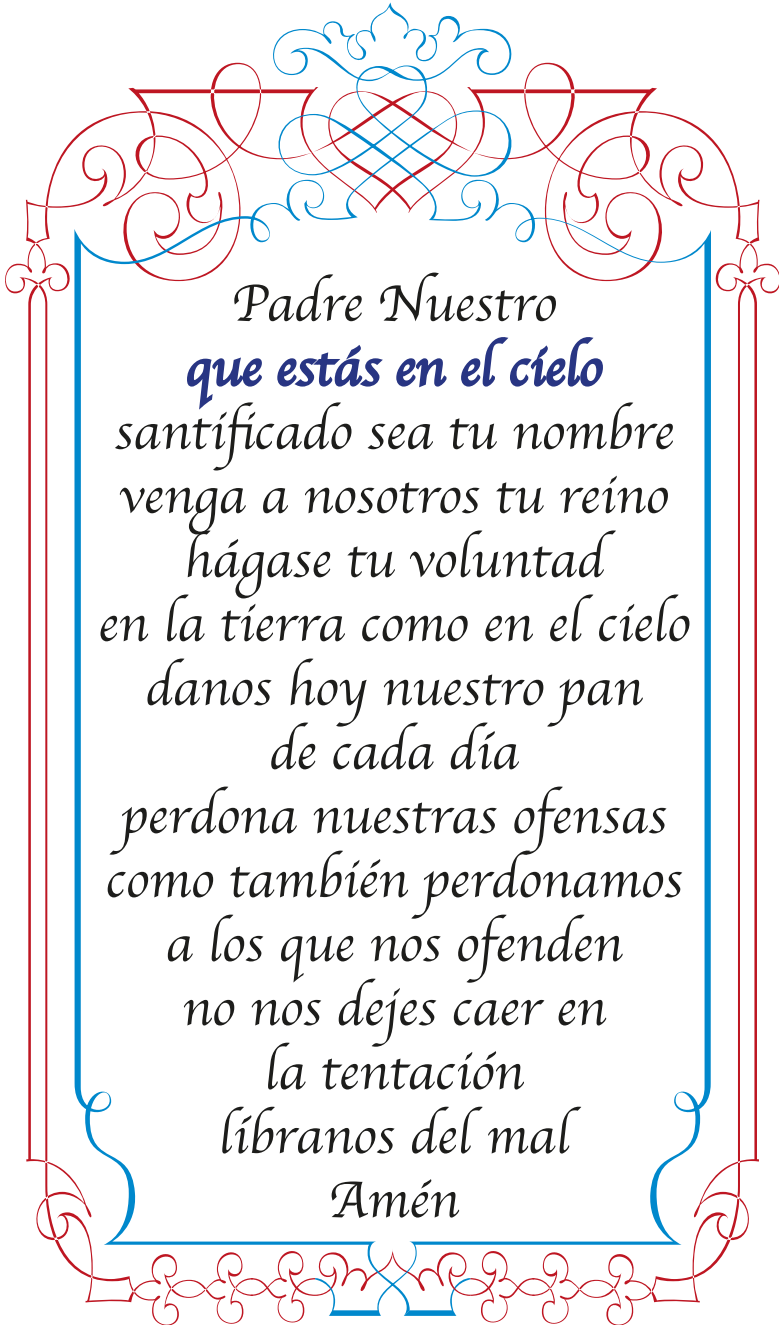 Padre Nuestro
que estás en el cielo
santificado sea tu nombre
venga a nosotros tu reino
hágase tu voluntad
en la tierra como en el cielo
danos hoy nuestro pan
de cada día
perdona nuestras ofensas
como también perdonamos
a los que nos ofenden
no nos dejes caer en
la tentación
líbranos del mal
Amén